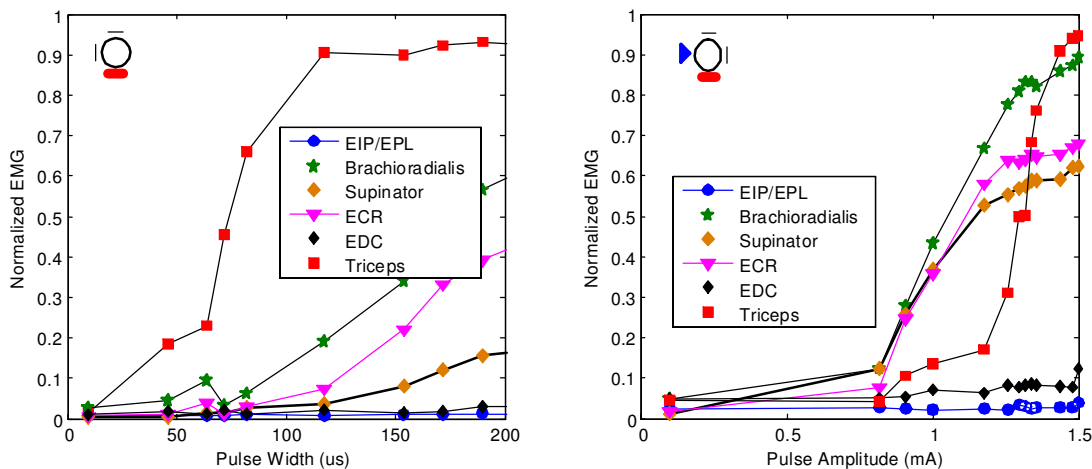 1
0.9
0.8
0.7
0.6
0.5
0.4
0.3
0.2
0.1
0
Normalized EMG
EIP/EPL
Brachioradialis
Supinator
ECR
EDC
Triceps
0 50 100 150 200
Pulse Width (us)
1
0.9
0.8
0.7
0.6
0.5
0.4
0.3
0.2
0.1
0
Normalized EMG
EIP/EPL
Brachioradialis
Supinator
ECR
EDC
Triceps
0 0.5 1 1.5
Pulse Amplitude (mA)